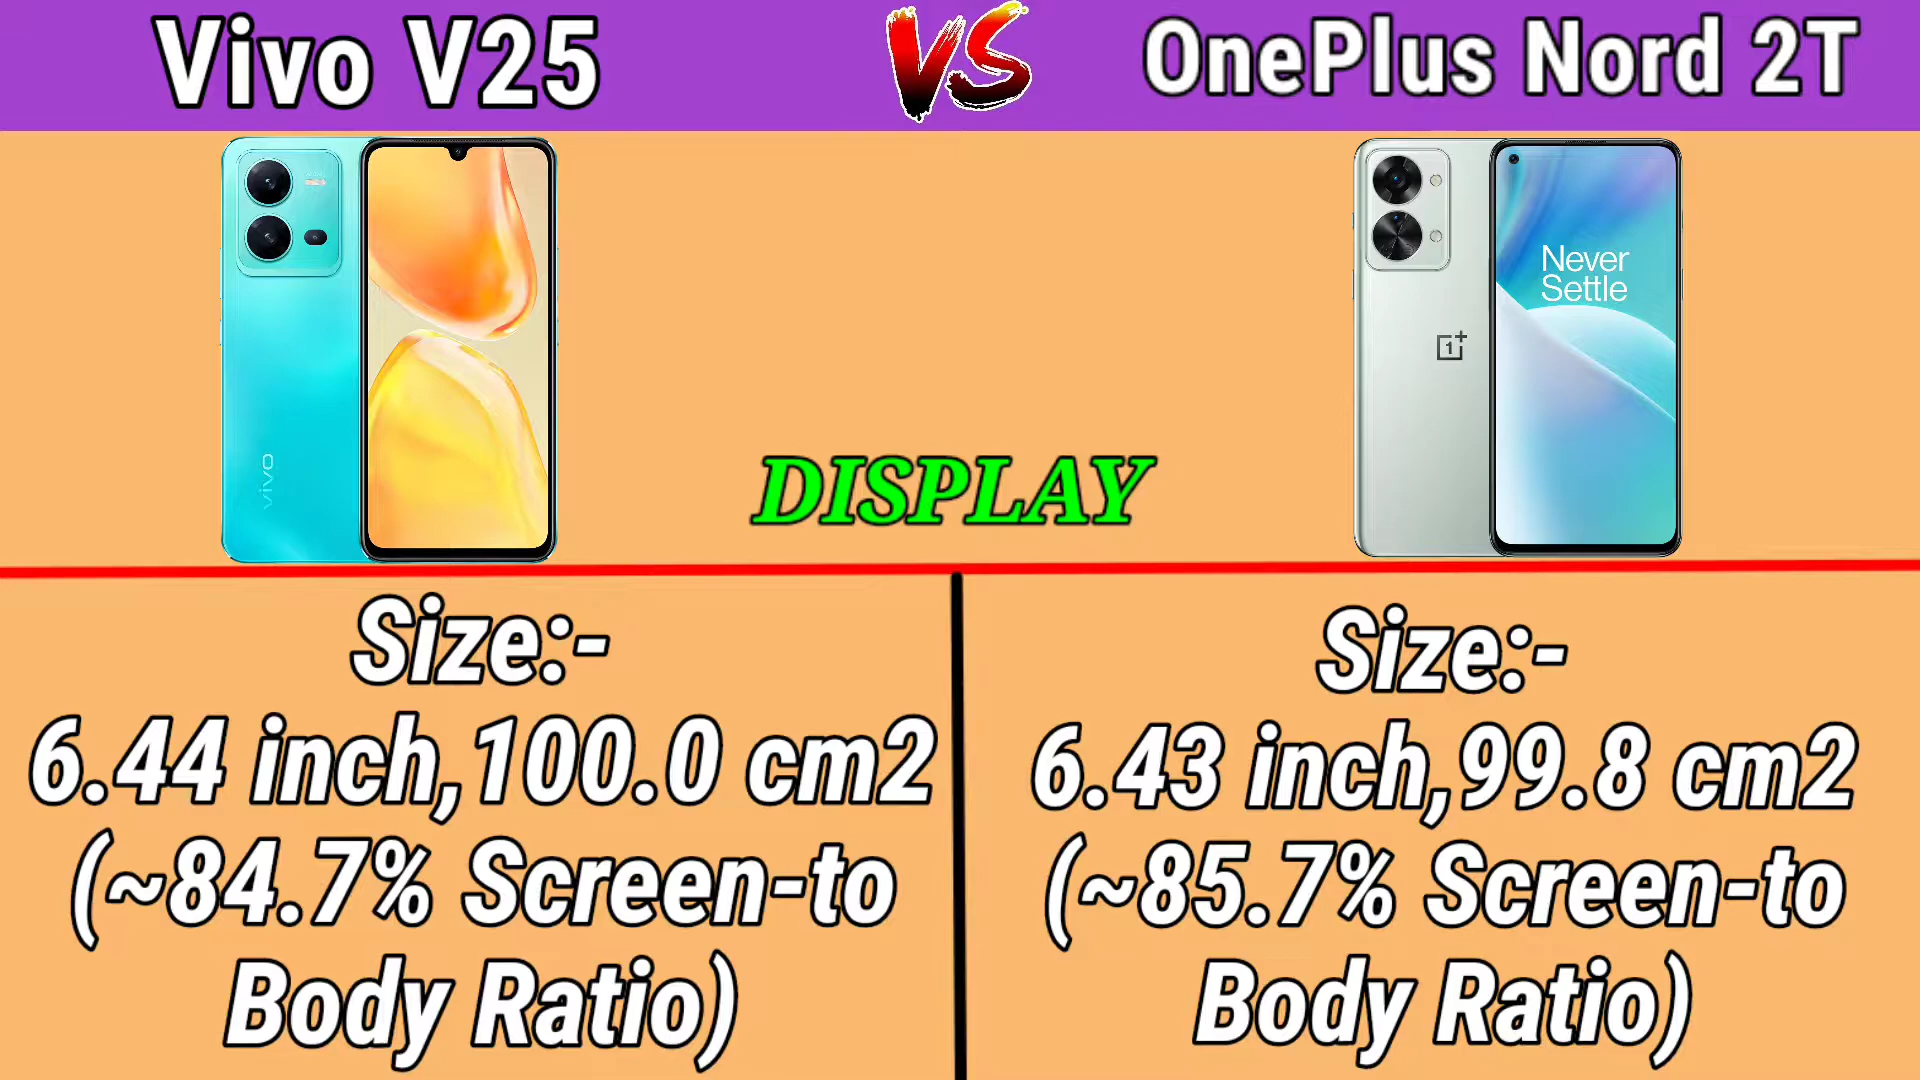 Vivo V25
VS
OnePlus Nord 2T
vivo
Never
Settle
1+
DISPLAY
Size:-
6.44 inch,100.0 cm2
(~84.7% Screen-to
Body Ratio)
Size:-
6.43 inch,99.8 cm2
(~85.7% Screen-to
Body Ratio)